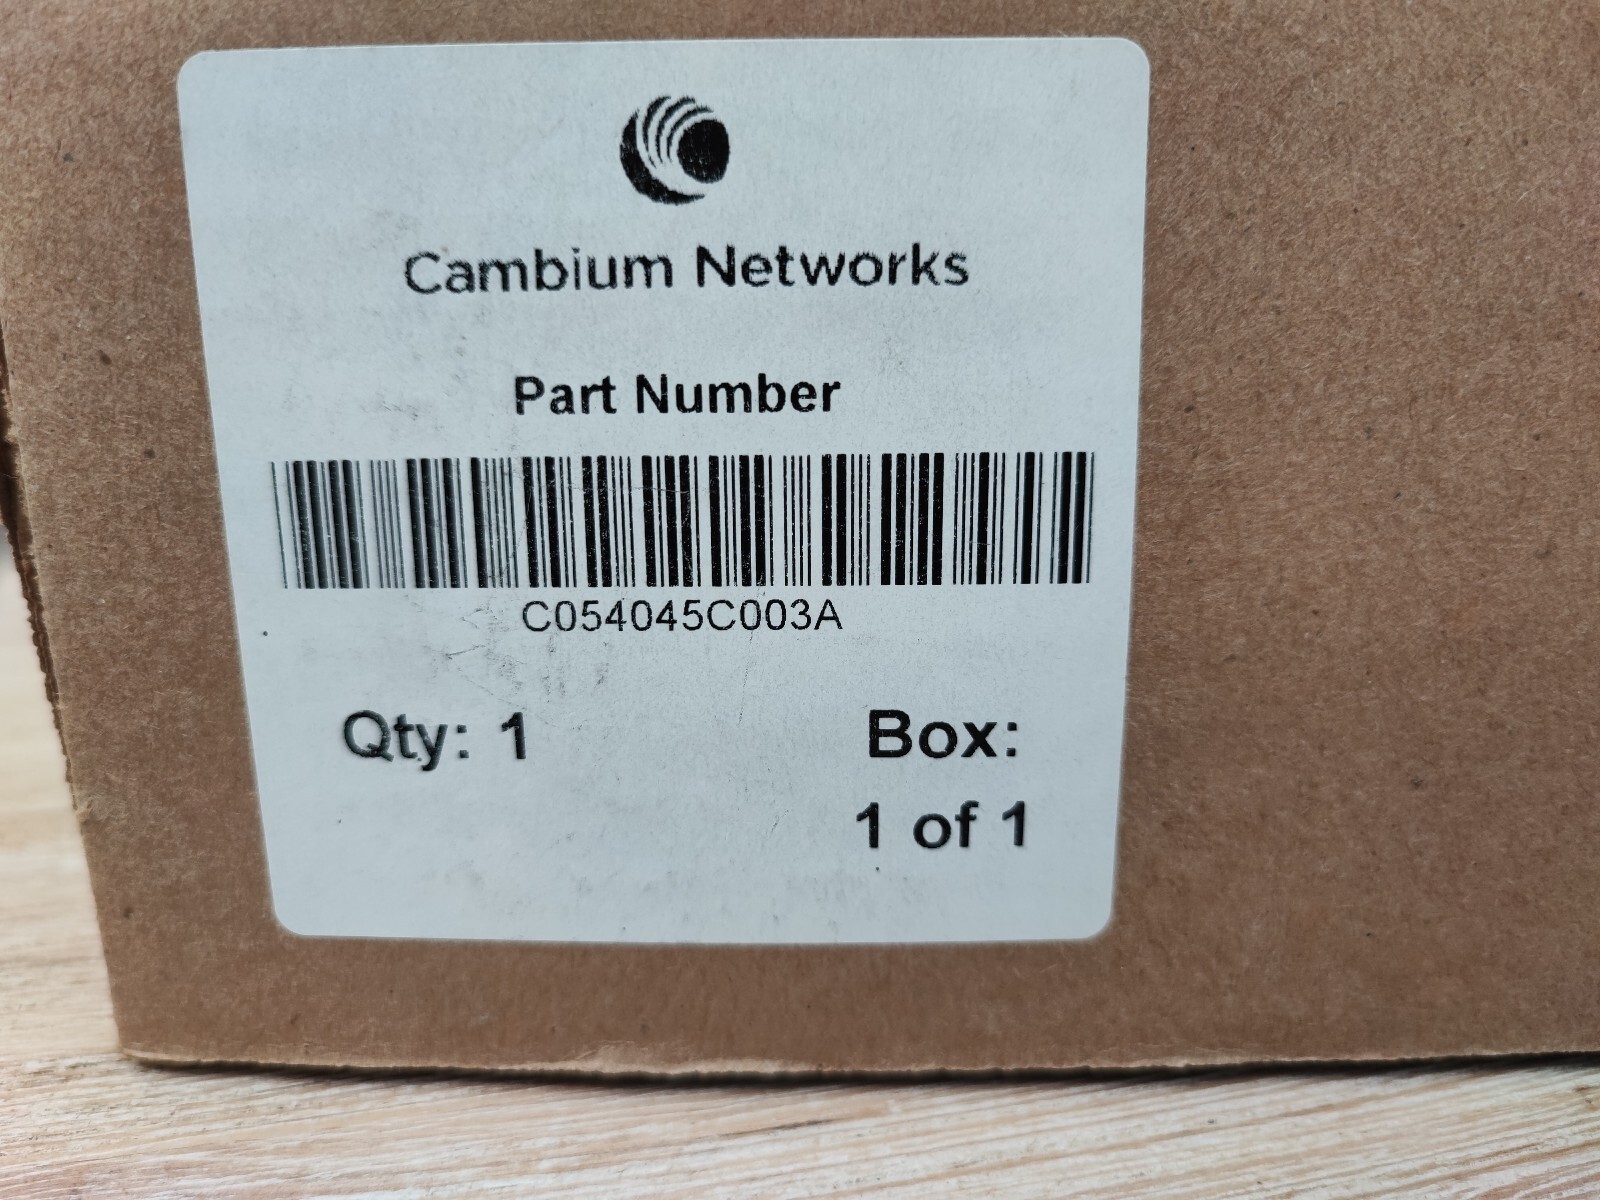 Cambium Networks
Part Number
C054045C003A
Qty: 1
Box:
1 of 1